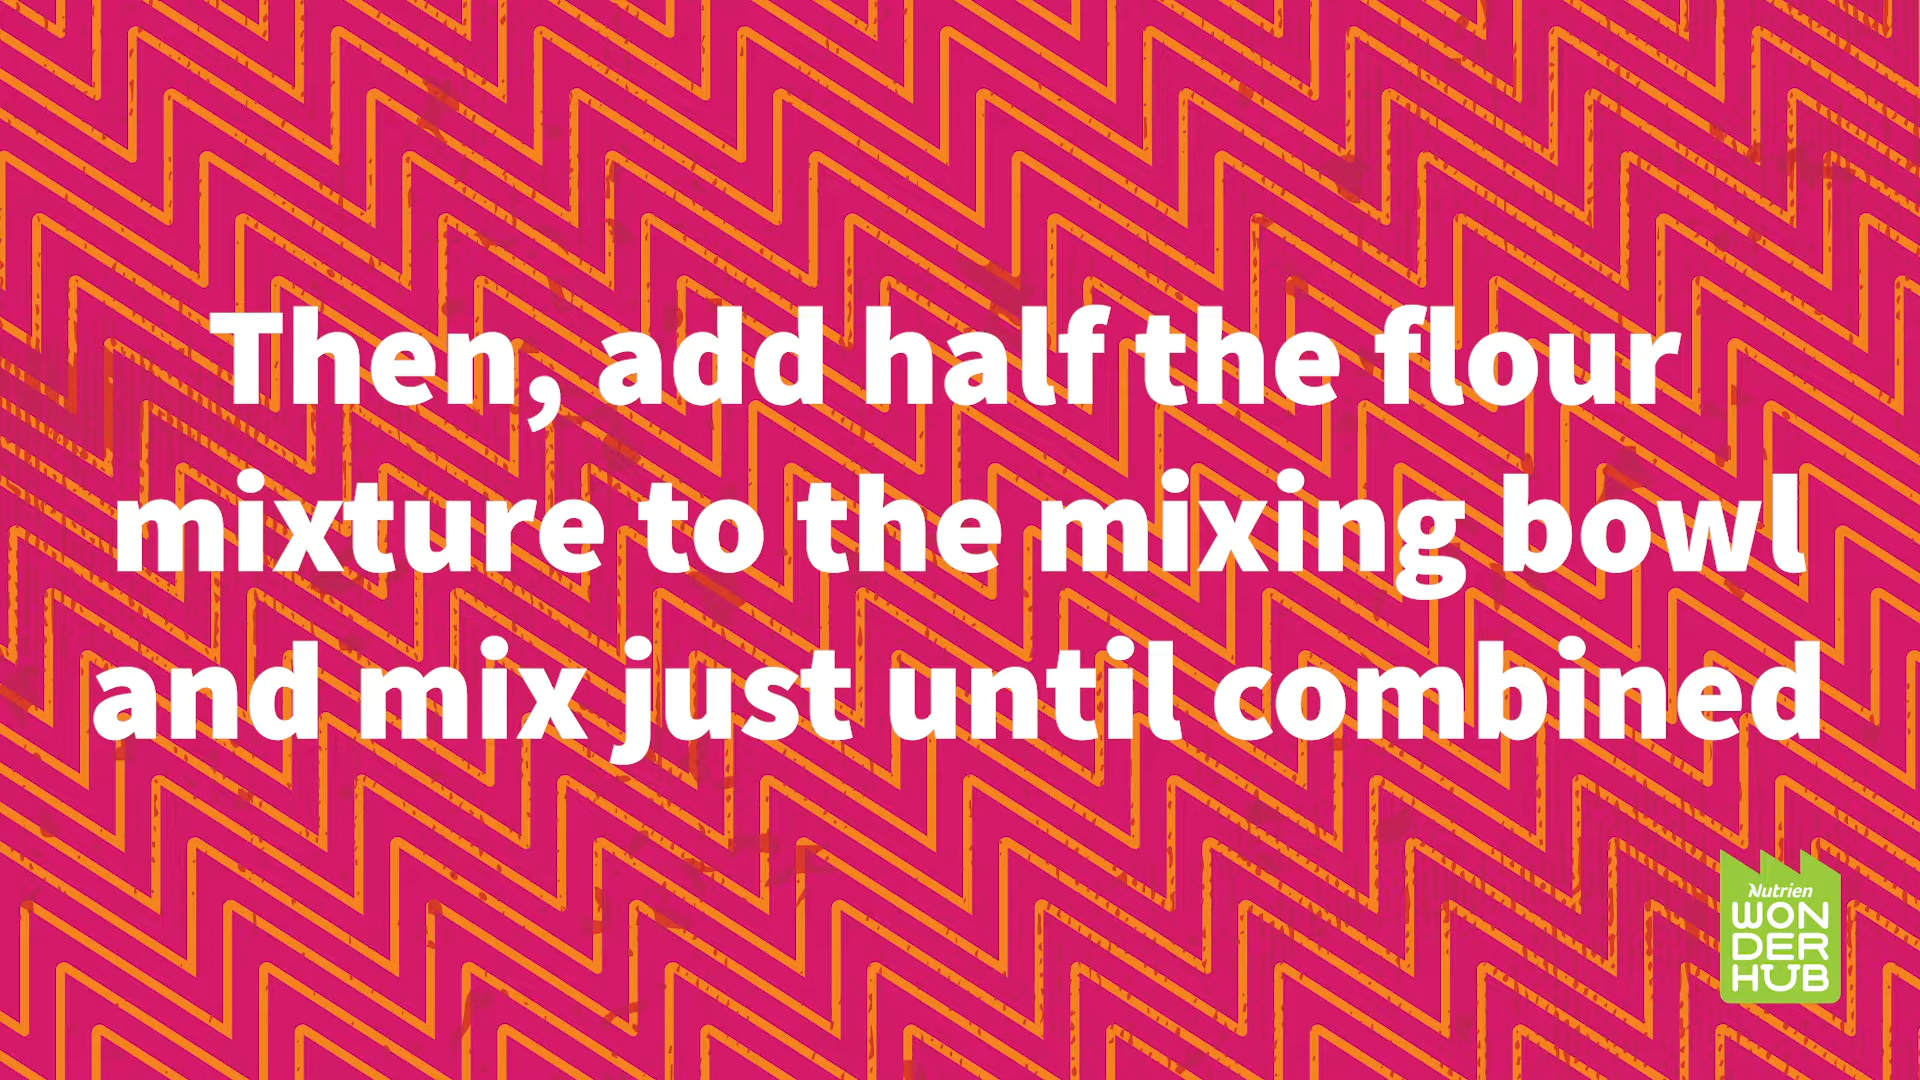 Then, add half the flour
mixture to the mixing bowl
and mix just until combined
Nutrien
WON
DER
HUB